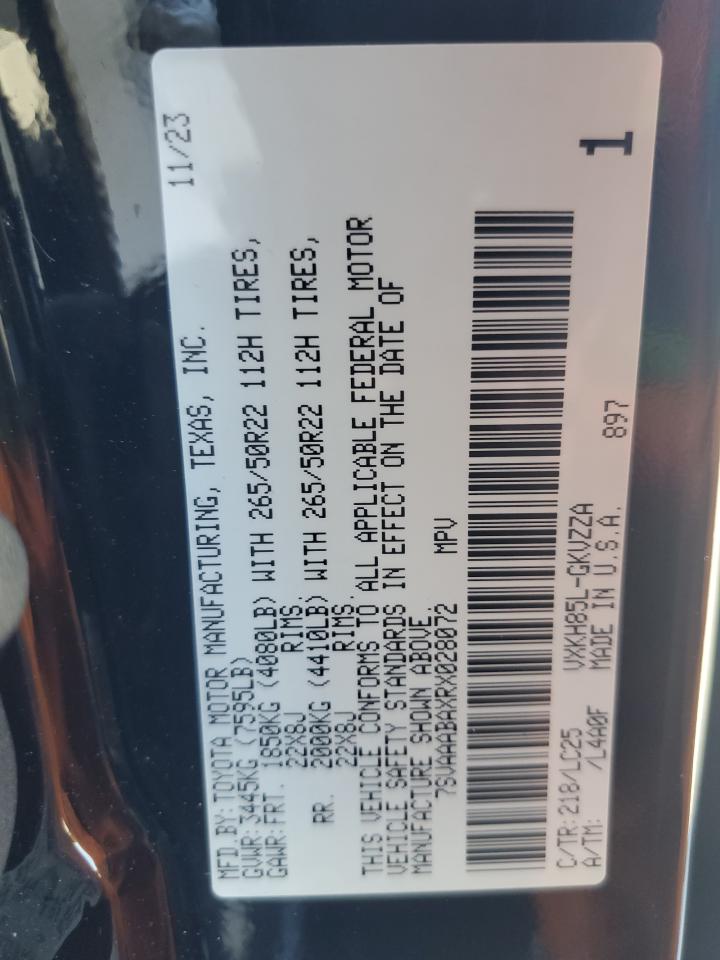 MFD.BY:TOYOTA MOTOR MANUFACTURING, TEXAS, INC. 11/23
GVWR:3445KG (7595LB)
GAWR:FRT. 1850KG (4080LB) WITH 265/50R22 112H TIRES,
22X8J RIMS.
RR. 2000KG (4410LB) WITH 265/50R22 112H TIRES,
22X8J RIMS.
THIS VEHICLE CONFORMS TO ALL APPLICABLE FEDERAL MOTOR
VEHICLE SAFETY STANDARDS IN EFFECT ON THE DATE OF
MANUFACTURE SHOWN ABOVE.
7SVAAABAXRX028072 MPV
C/TR:218/LC25 VXKH85L-GKVZZA
A/TM: /L4A0F MADE IN U.S.A. 897
1